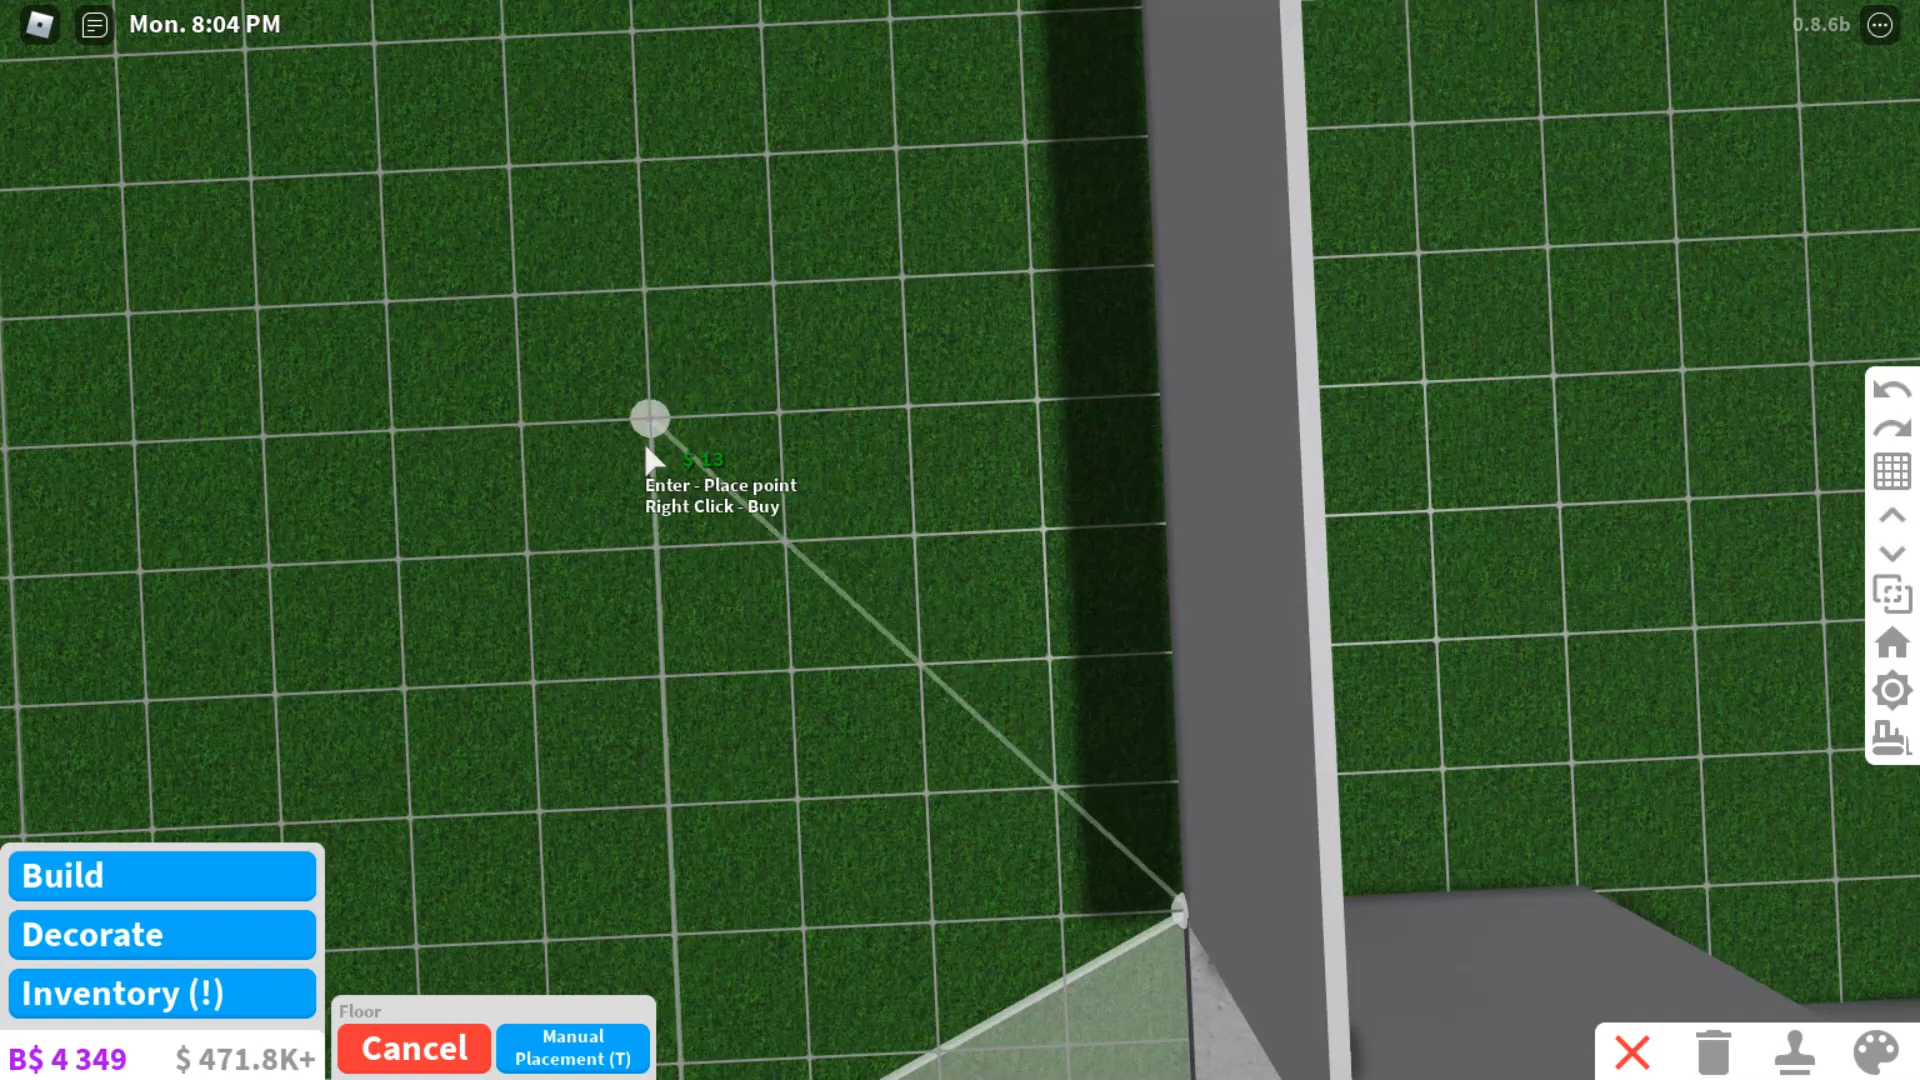 Mon. 8:04 PM
0.8.6b
$ 13
Enter - Place point
Right Click - Buy
Build
Decorate
Inventory (!)
B$ 4 349
$ 471.8K+
Floor
Cancel
Manual
Placement (T)